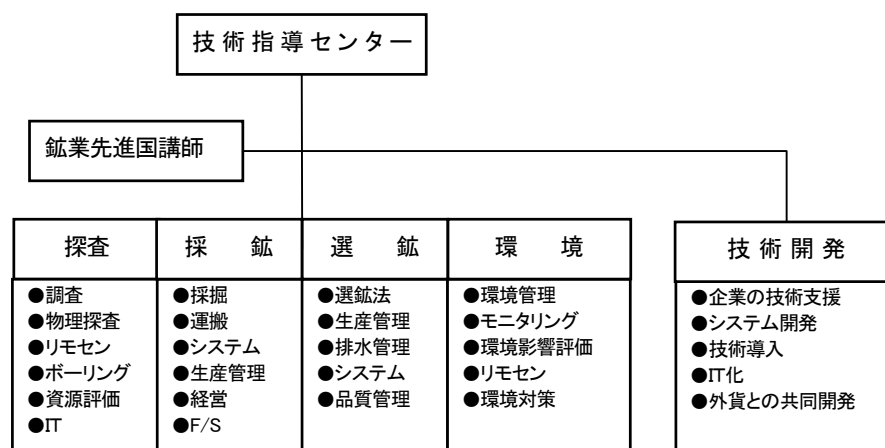 技術指導センター
鉱業先進国講師
探査
●調査
●物理探査
●リモセン
●ボーリング
●資源評価
●IT
採鉱
●採掘
●運搬
●システム
●生産管理
●経営
●F/S
選鉱
●選鉱法
●生産管理
●排水管理
●システム
●品質管理
環境
●環境管理
●モニタリング
●環境影響評価
●リモセン
●環境対策
技術開発
●企業の技術支援
●システム開発
●技術導入
●IT化
●外貨との共同開発